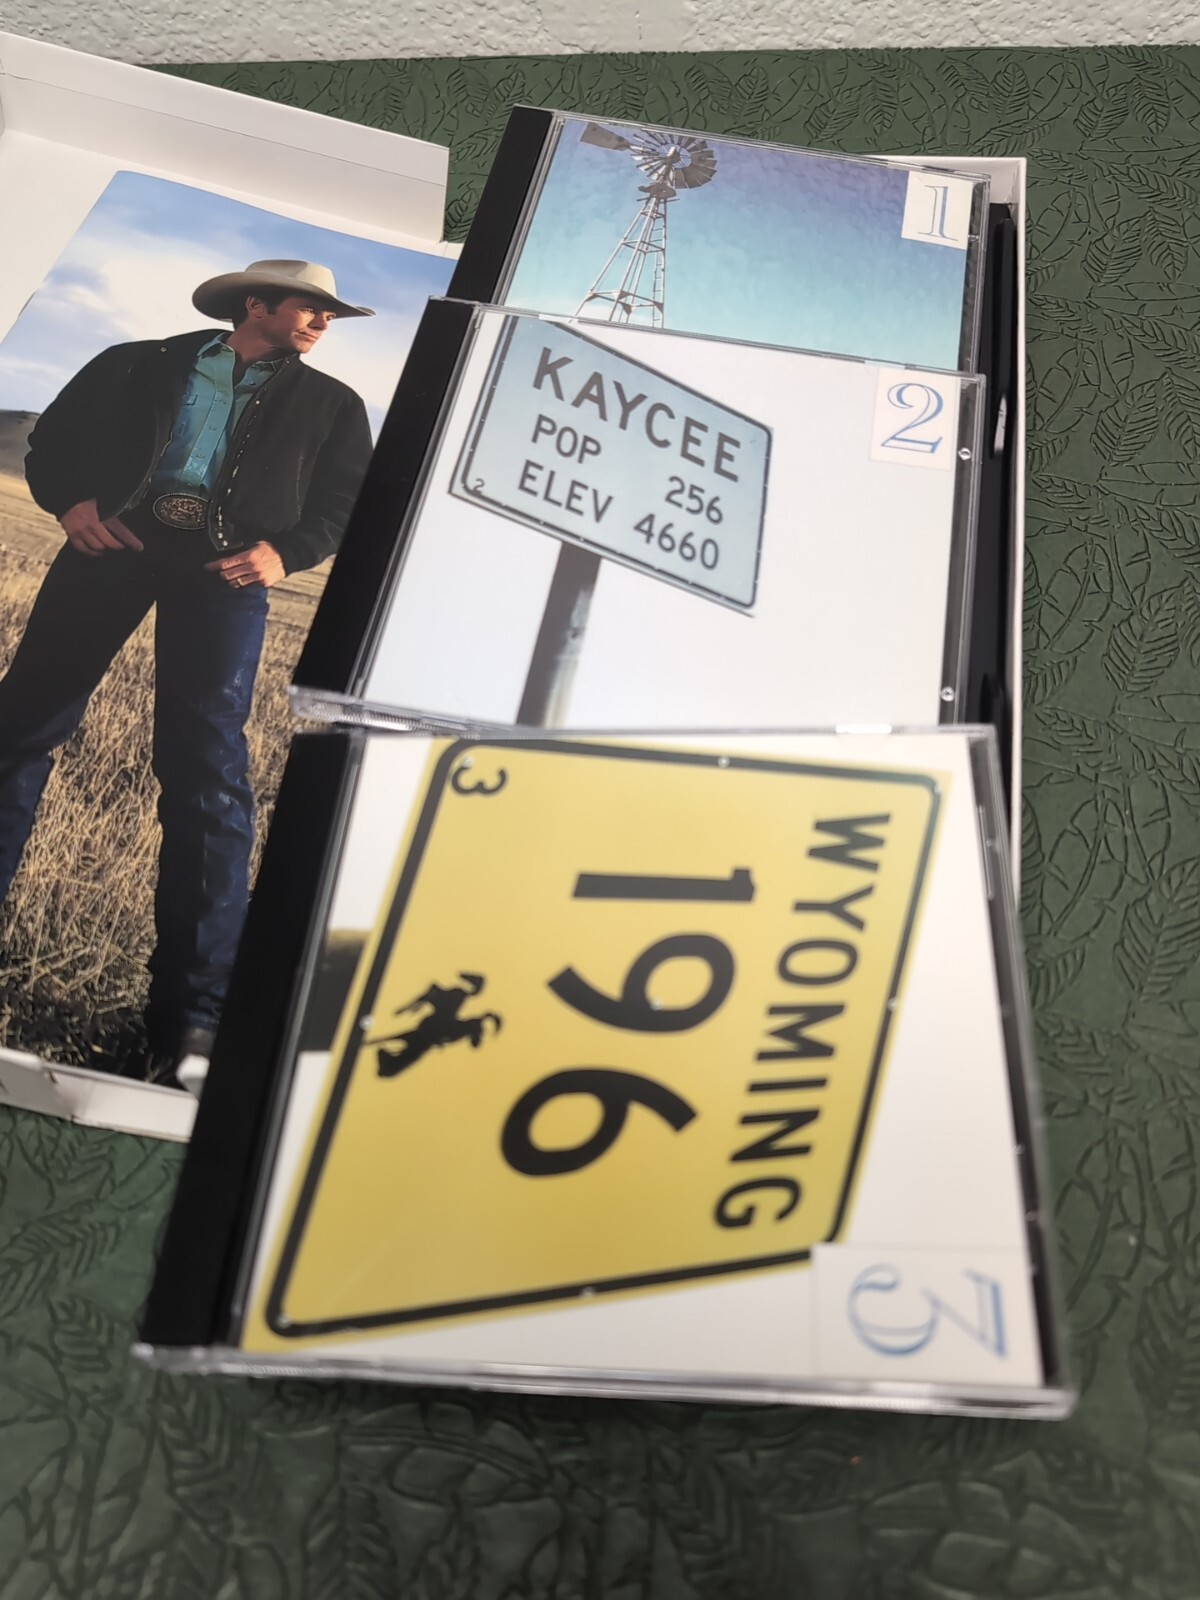 1
KAYCEE
POP 256
ELEV 4660
2
2
3
WYOMING
196
3